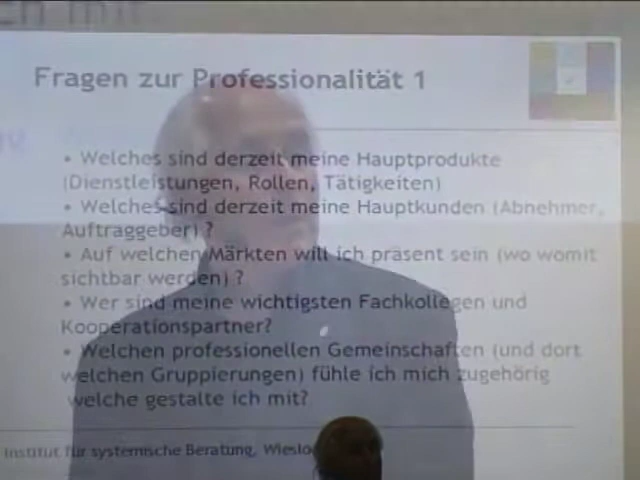 Fragen zur Professionalität 1
• Welches sind derzeit meine Hauptprodukte
(Dienstleistungen, Rollen, Tätigkeiten)
• Welches sind derzeit meine Hauptkunden (Abnehmer,
Auftraggeber) ?
• Auf welchen Märkten will ich präsent sein (wo womit
sichtbar werden) ?
• Wer sind meine wichtigsten Fachkollegen und
Kooperationspartner?
• Welchen professionellen Gemeinschaften (und dort
welchen Gruppierungen) fühle ich mich zugehörig
welche gestalte ich mit?
Institut für systemische Beratung,